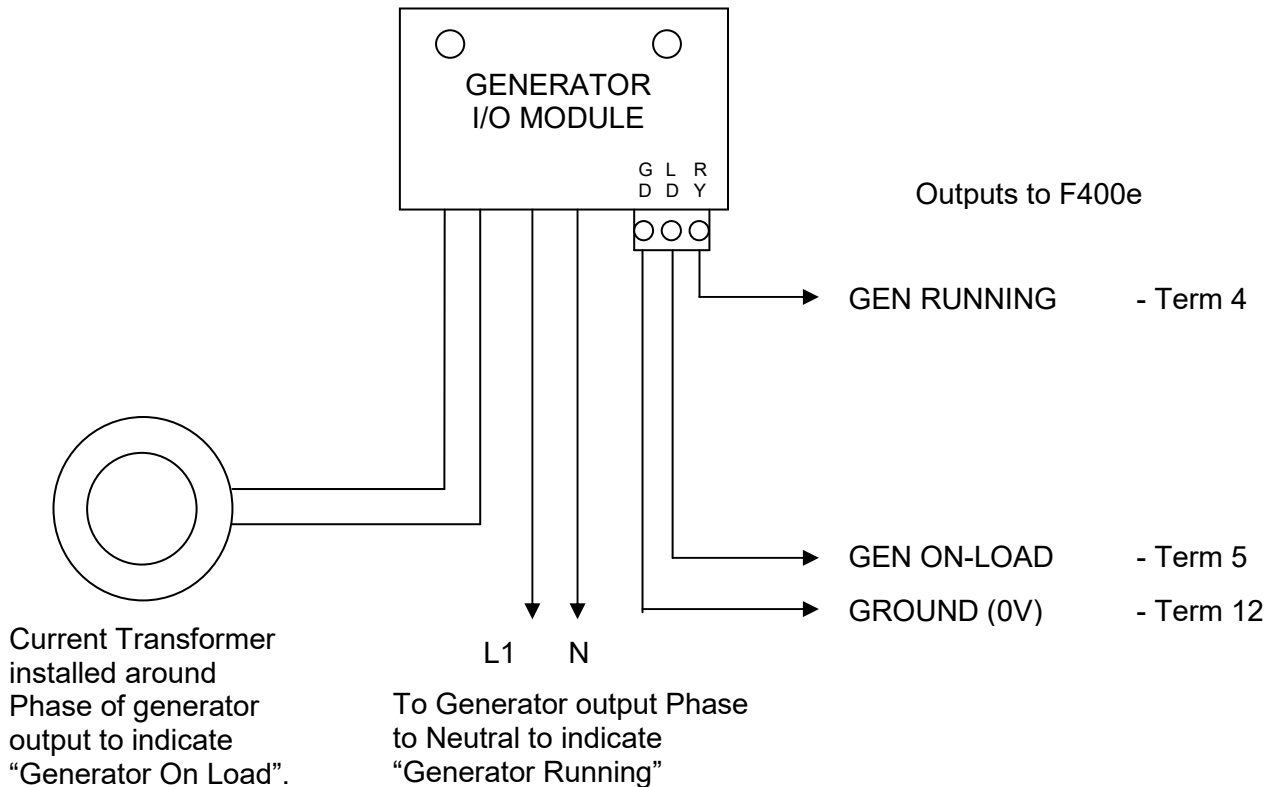 GENERATOR
I/O MODULE
G L R
D D Y
Outputs to F400e
GEN RUNNING - Term 4
GEN ON-LOAD - Term 5
GROUND (0V) - Term 12
Current Transformer
installed around
Phase of generator
output to indicate
“Generator On Load”.
L1 N
To Generator output Phase
to Neutral to indicate
“Generator Running”